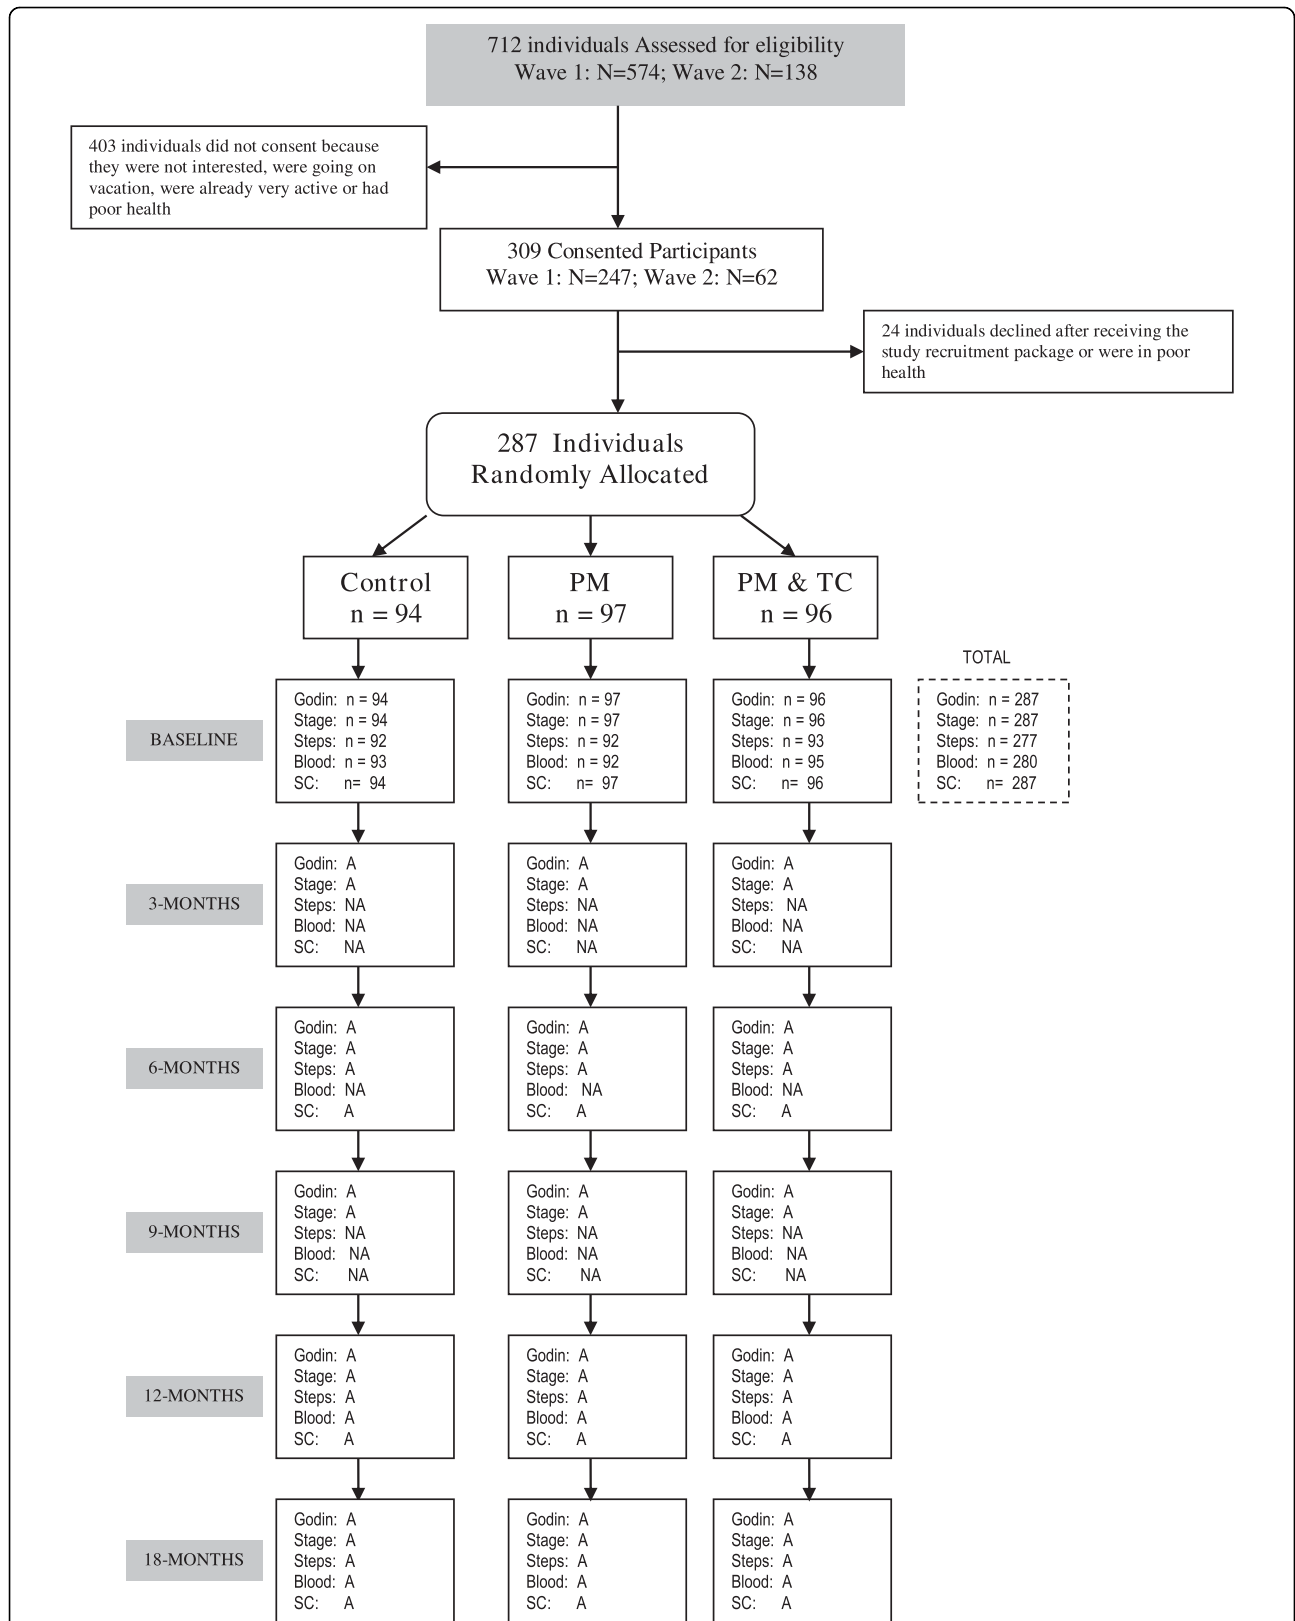 712 individuals Assessed for eligibility
Wave 1: N=574; Wave 2: N=138
403 individuals did not consent because
they were not interested, were going on
vacation, were already very active or had
poor health
309 Consented Participants
Wave 1: N=247; Wave 2: N=62
24 individuals declined after receiving the
study recruitment package or were in poor
health
287 Individuals
Randomly Allocated
Control
n = 94
PM
n = 97
PM & TC
n = 96
TOTAL
BASELINE
Godin: n = 94
Stage: n = 94
Steps: n = 92
Blood: n = 93
SC: n= 94
Godin: n = 97
Stage: n = 97
Steps: n = 92
Blood: n = 92
SC: n= 97
Godin: n = 96
Stage: n = 96
Steps: n = 93
Blood: n = 95
SC: n= 96
Godin: n = 287
Stage: n = 287
Steps: n = 277
Blood: n = 280
SC: n= 287
3-MONTHS
Godin: A
Stage: A
Steps: NA
Blood: NA
SC: NA
Godin: A
Stage: A
Steps: NA
Blood: NA
SC: NA
Godin: A
Stage: A
Steps: NA
Blood: NA
SC: NA
6-MONTHS
Godin: A
Stage: A
Steps: A
Blood: NA
SC: A
Godin: A
Stage: A
Steps: A
Blood: NA
SC: A
Godin: A
Stage: A
Steps: A
Blood: NA
SC: A
9-MONTHS
Godin: A
Stage: A
Steps: NA
Blood: NA
SC: NA
Godin: A
Stage: A
Steps: NA
Blood: NA
SC: NA
Godin: A
Stage: A
Steps: NA
Blood: NA
SC: NA
12-MONTHS
Godin: A
Stage: A
Steps: A
Blood: A
SC: A
Godin: A
Stage: A
Steps: A
Blood: A
SC: A
Godin: A
Stage: A
Steps: A
Blood: A
SC: A
18-MONTHS
Godin: A
Stage: A
Steps: A
Blood: A
SC: A
Godin: A
Stage: A
Steps: A
Blood: A
SC: A
Godin: A
Stage: A
Steps: A
Blood: A
SC: A